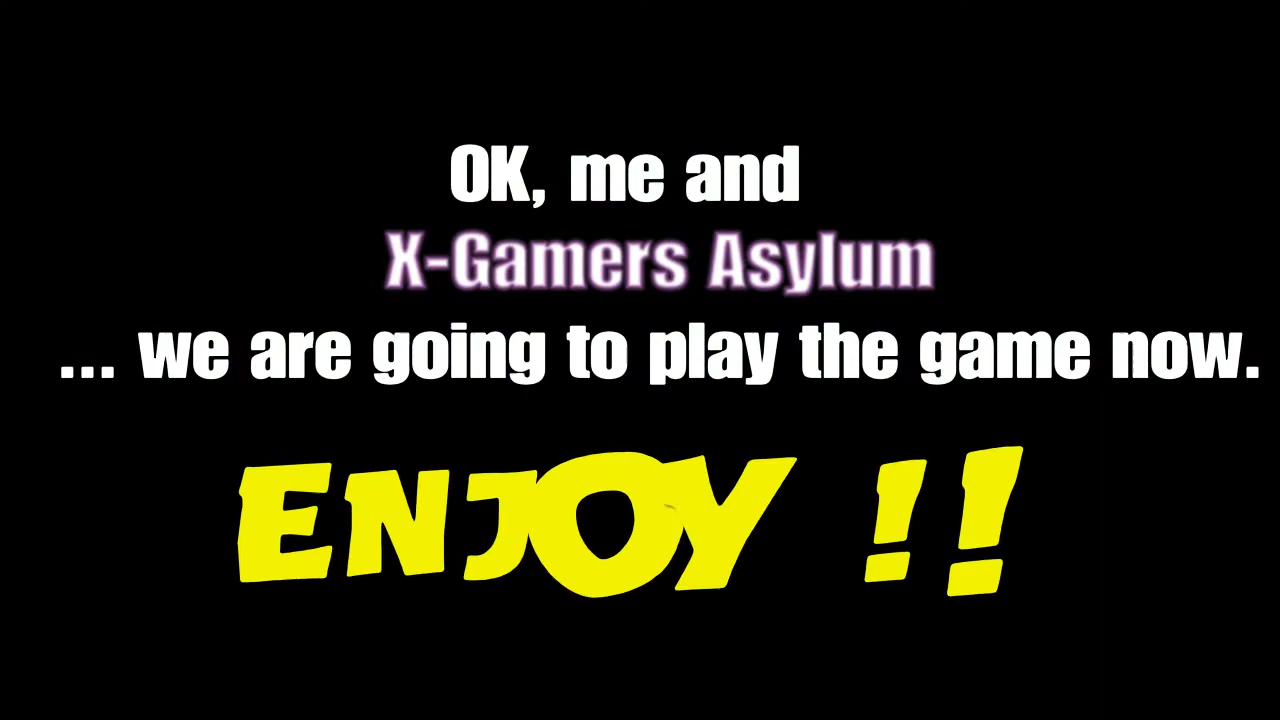 OK, me and
X-Gamers Asylum
... we are going to play the game now.
ENJOY !!